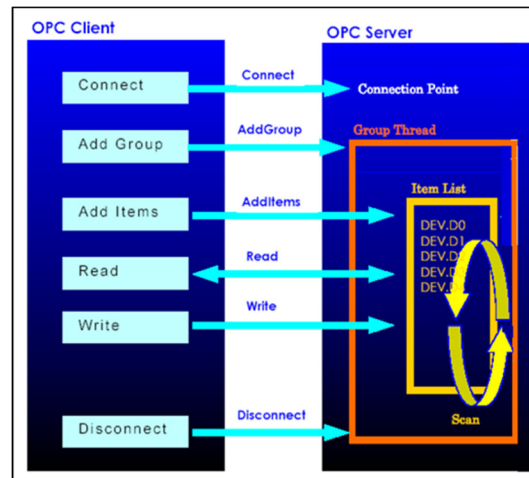 OPC Client
OPC Server
Connect
Connect
Connection Point
Add Group
AddGroup
Group Thread
Item List
Add Items
AddItems
DEV.D0
DEV.D1
Read
Read
Write
Write
Scan
Disconnect
Disconnect